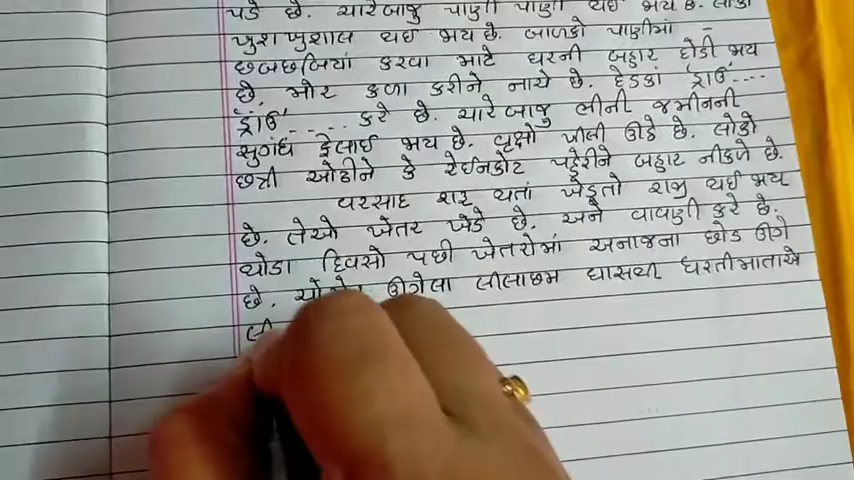 પડે છે. ચારેબાજુ પાણી પાણી થઈ જાય છે. લોકો
ખુશખુશાલ થઈ જાય છે. બાળકો પાણીમાં -
છબછબિયાં કરવા માટે ઘરની બહાર દોડી જાય
છે. મોર કળા કરીને નાચે છે. દેડકાં 'ડ્રાઉં....
ડ્રાંઉં'..... કરે છે. ચારેબાજુ ભીની જમીનની
સુગંધ ફેલાઈ જાય છે. વૃક્ષો ખીલી ઊઠે છે. લોકો
છત્રી ઓઢીને કે રેઈનકોટ પહેરીને બહાર નીકળે છે.
વરસાદ શરૂ થતાં ખેડૂતો રાજી થઈ જાય
છે. તેઓ ખેતર ખેડે છે. અને વાવણી કરે છે.
થોડા દિવસો પછી ખેતરોમાં અનાજના છોડ ઊગે
છે. ઊગેલા લીલાછમ ઘાસથી ધરતીમાતાએ
લી